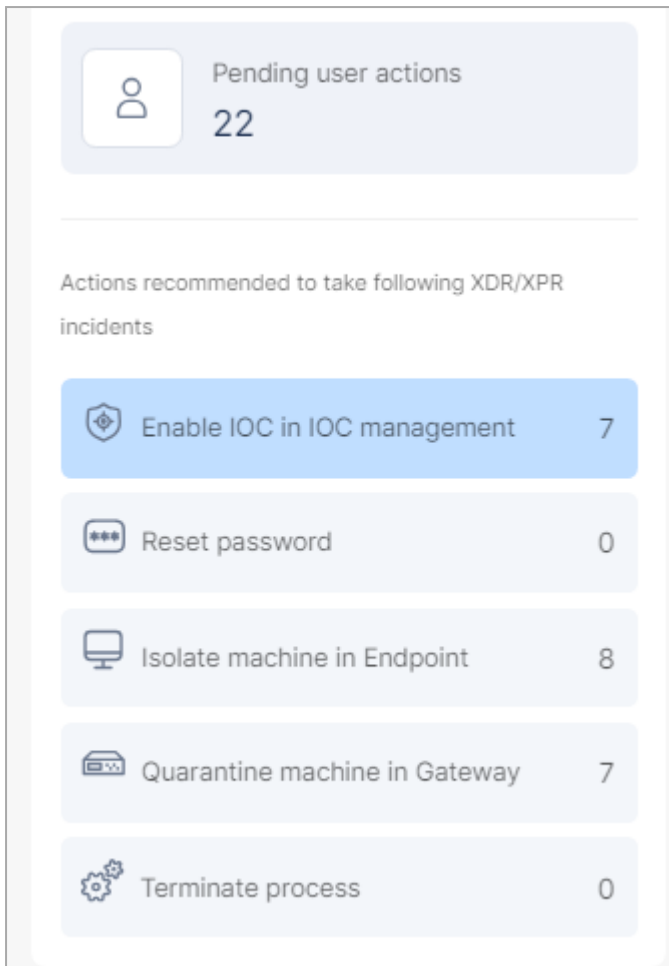 Pending user actions
22
Actions recommended to take following XDR/XPR
incidents
Enable IOC in IOC management 7
*** Reset password 0
Isolate machine in Endpoint 8
Quarantine machine in Gateway 7
Terminate process 0